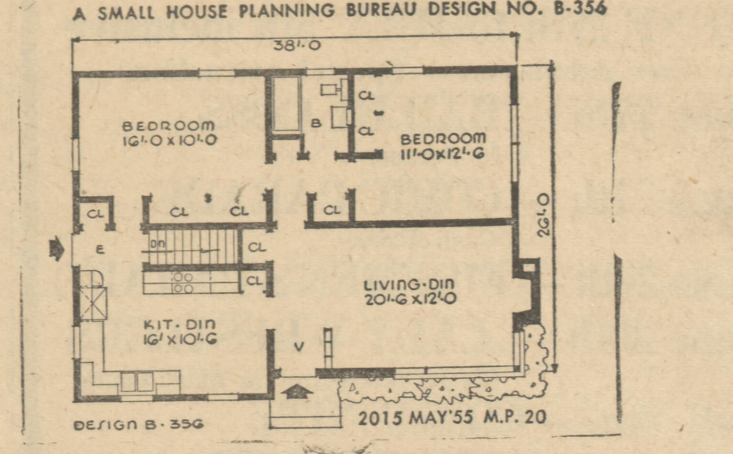 A SMALL HOUSE PLANNING BUREAU DESIGN NO. B-356
38'-0
BEDROOM
16'-0 X 10'-0
B
CL
CL
BEDROOM
11'-0 X 12'-6
CL
CL
CL
CL
26'-0
E
DN
CL
CL
LIVING-DIN
20'-6 X 12'-0
KIT-DIN
16' X 10'-6
V
DESIGN B-356
2015 MAY'55 M.P. 20